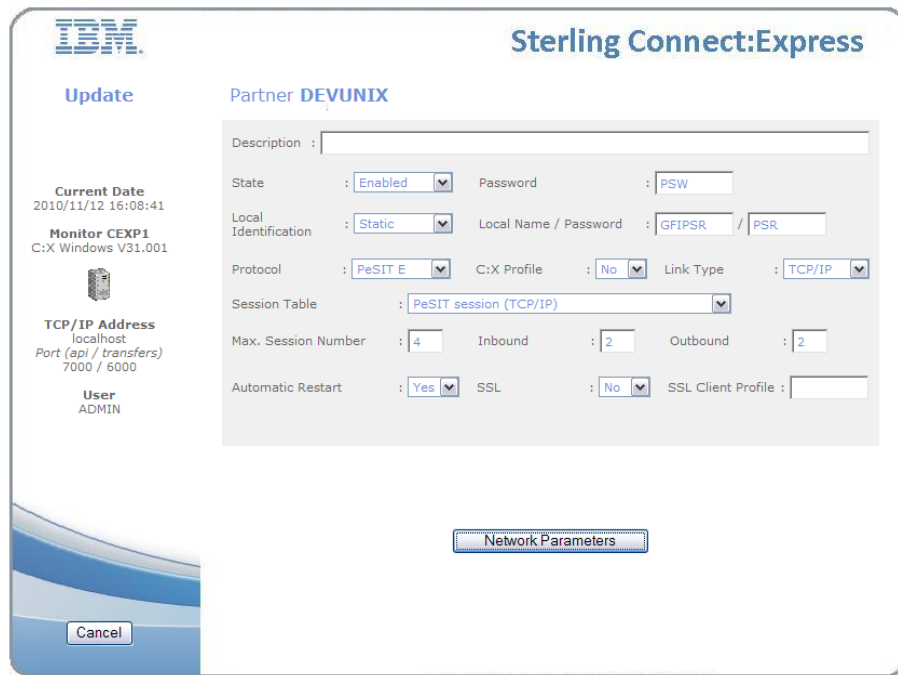 IBM.
Sterling Connect:Express
Update
Partner DEVUNIX
Description :
State : Enabled Password : PSW
Local Identification : Static Local Name / Password : GFIPSR / PSR
Protocol : PeSIT E C:X Profile : No Link Type : TCP/IP
Session Table : PeSIT session (TCP/IP)
Max. Session Number : 4 Inbound : 2 Outbound : 2
Automatic Restart : Yes SSL : No SSL Client Profile :
Current Date
2010/11/12 16:08:41
Monitor CEXP1
C:X Windows V31.001
TCP/IP Address
localhost
Port (api / transfers)
7000 / 6000
User
ADMIN
Network Parameters
Cancel